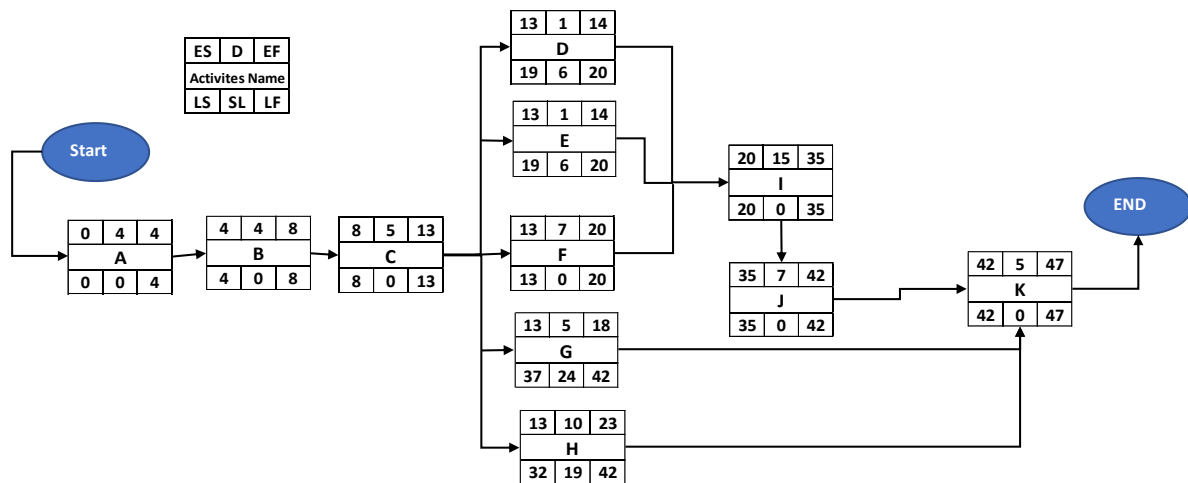 ES D EF
Activites Name
LS SL LF
Start
0 4 4
A
0 0 4
4 4 8
B
4 0 8
8 5 13
C
8 0 13
13 1 14
D
19 6 20
13 1 14
E
19 6 20
13 7 20
F
13 0 20
13 5 18
G
37 24 42
13 10 23
H
32 19 42
20 15 35
I
20 0 35
35 7 42
J
35 0 42
42 5 47
K
42 0 47
END